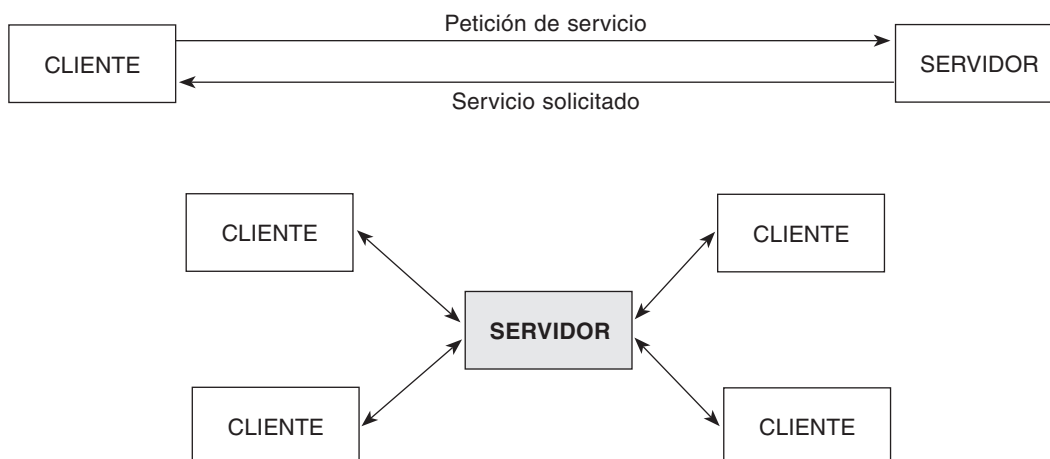 Petición de servicio
CLIENTE
SERVIDOR
Servicio solicitado
CLIENTE
CLIENTE
SERVIDOR
CLIENTE
CLIENTE